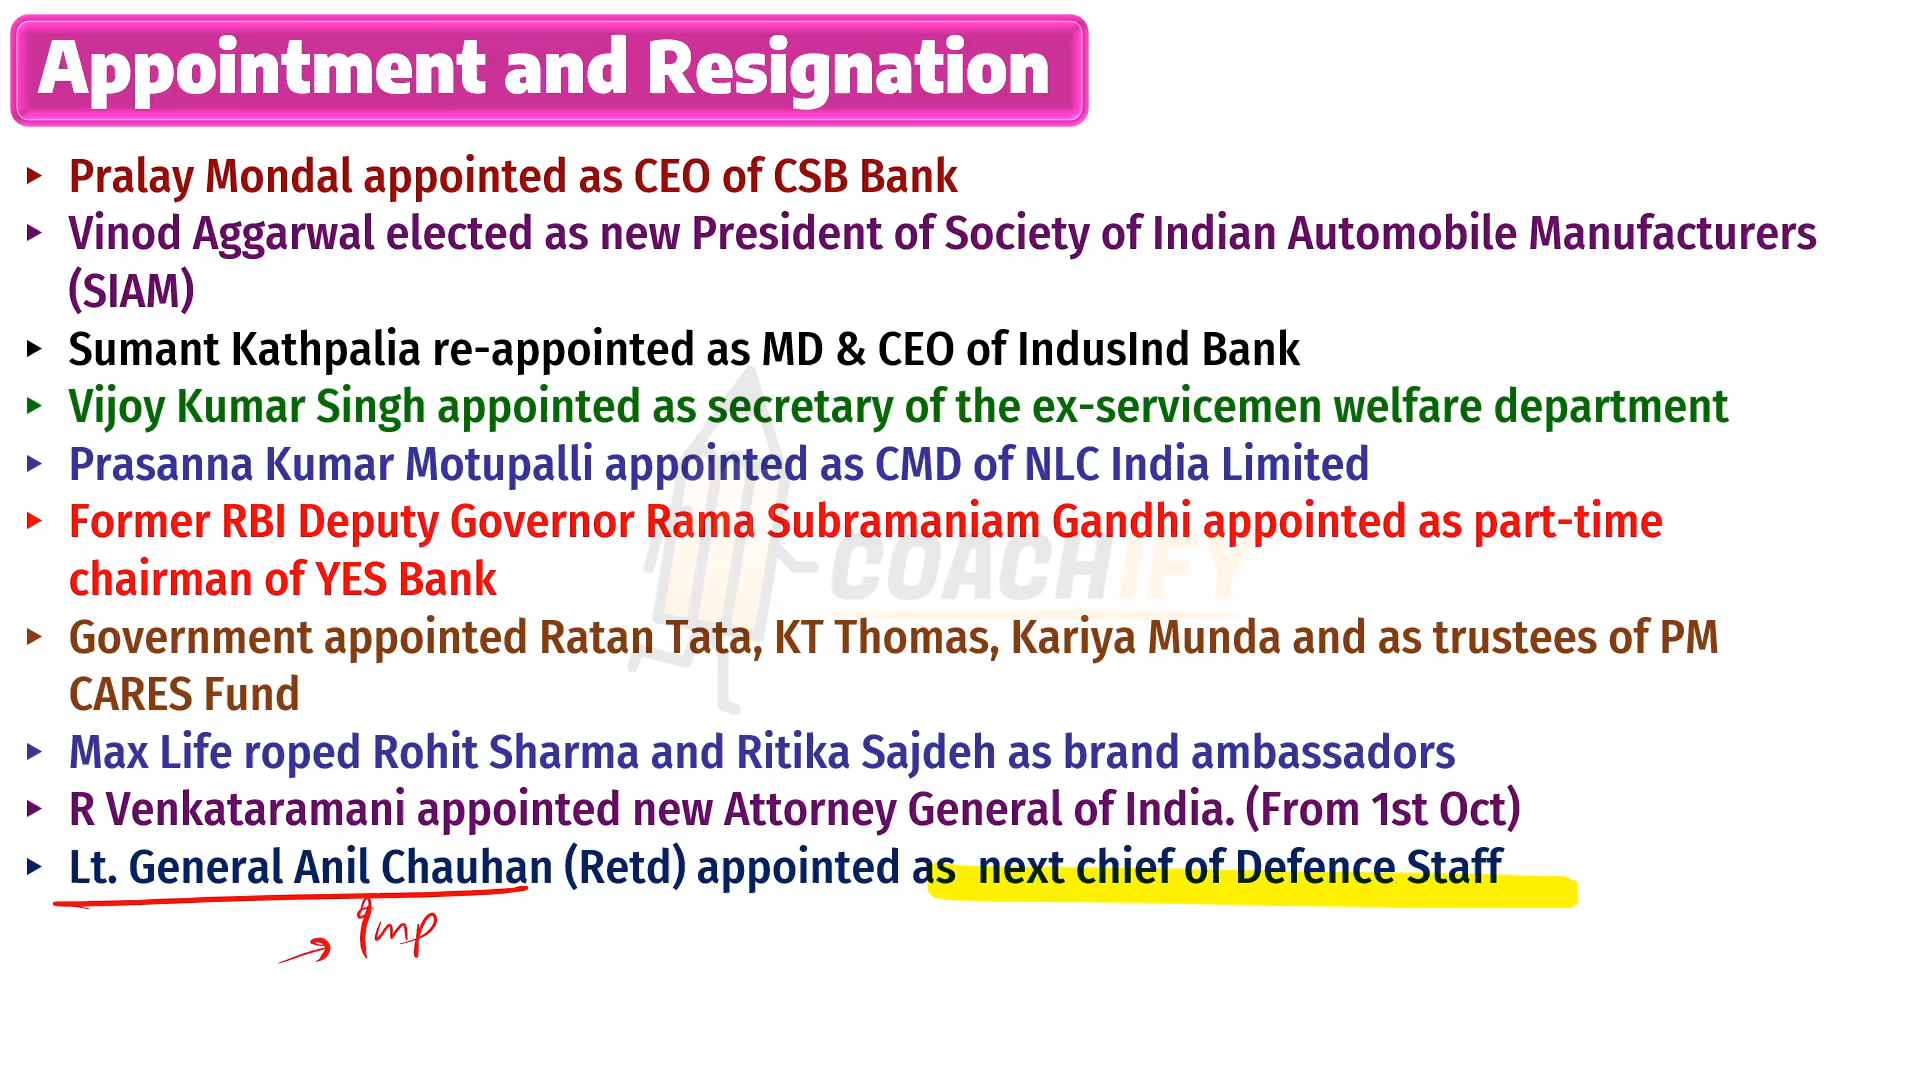 Appointment and Resignation
▸ Pralay Mondal appointed as CEO of CSB Bank
▸ Vinod Aggarwal elected as new President of Society of Indian Automobile Manufacturers
(SIAM)
▸ Sumant Kathpalia re-appointed as MD & CEO of IndusInd Bank
▸ Vijoy Kumar Singh appointed as secretary of the ex-servicemen welfare department
▸ Prasanna Kumar Motupalli appointed as CMD of NLC India Limited
▸ Former RBI Deputy Governor Rama Subramaniam Gandhi appointed as part-time
COACHIFY
chairman of YES Bank
▸ Government appointed Ratan Tata, KT Thomas, Kariya Munda and as trustees of PM
CARES Fund
▸ Max Life roped Rohit Sharma and Ritika Sajdeh as brand ambassadors
▸ R Venkataramani appointed new Attorney General of India. (From 1st Oct)
▸ Lt. General Anil Chauhan (Retd) appointed as next chief of Defence Staff
→ Imp